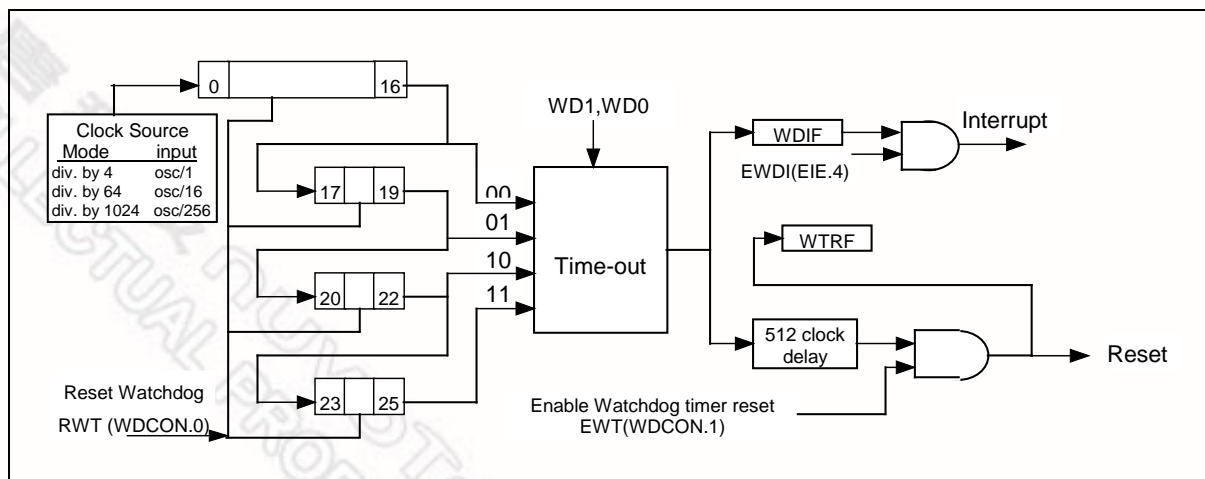 0 16
Clock Source
Mode input
div. by 4 osc/1
div. by 64 osc/16
div. by 1024 osc/256
17 19
20 22
23 25
Reset Watchdog
RWT (WDCON.0)
WD1,WD0
00
01
10
11
Time-out
WDIF
EWDI(EIE.4)
Interrupt
WTRF
512 clock
delay
Reset
Enable Watchdog timer reset
EWT(WDCON.1)